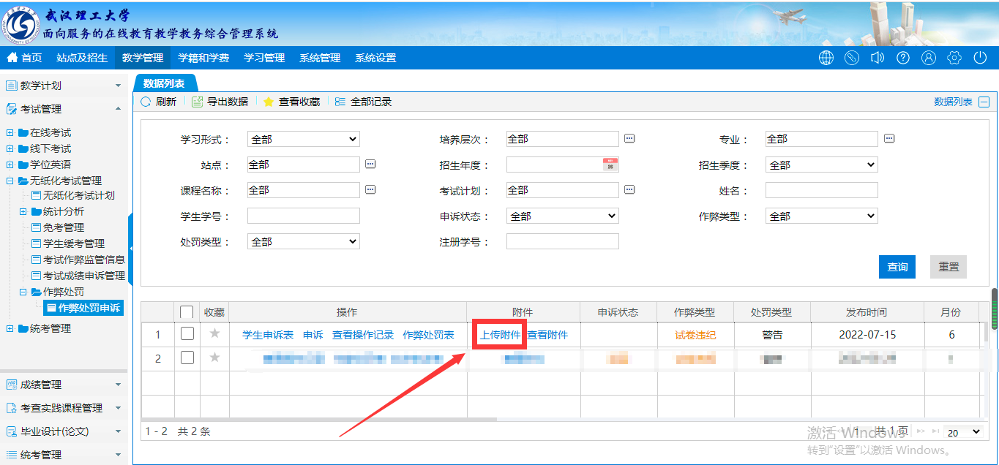 武汉理工大学
面向服务的在线教育教学教务综合管理系统
首页 站点及招生 教学管理 学籍和学费 学习管理 系统管理 系统设置
教学计划
考试管理
在线考试
线下考试
学位英语
无纸化考试管理
无纸化考试计划
统计分析
免考管理
学生缓考管理
考试作弊监管信息
考试成绩申诉管理
作弊处罚
作弊处罚申诉
统考管理
成绩管理
考查实践课程管理
毕业设计(论文)
统考管理
数据列表
刷新 导出数据 查看收藏 全部记录 数据列表
学习形式： 全部 培养层次： 全部 专业： 全部
站点： 全部 招生年度： 26 招生季度： 全部
课程名称： 全部 考试计划： 全部 姓名：
学生学号： 申诉状态： 全部 作弊类型： 全部
处罚类型： 全部 注册学号：
查询 重置
收藏 操作 附件 申诉状态 作弊类型 处罚类型 发布时间 月份
1 学生申诉表 申诉 查看操作记录 作弊处罚表 上传附件 查看附件 试卷违纪 警告 2022-07-15 6
2
1 - 2 共 2 条 1 共 1 页 20
激活 Windows
转到"设置"以激活 Windows。